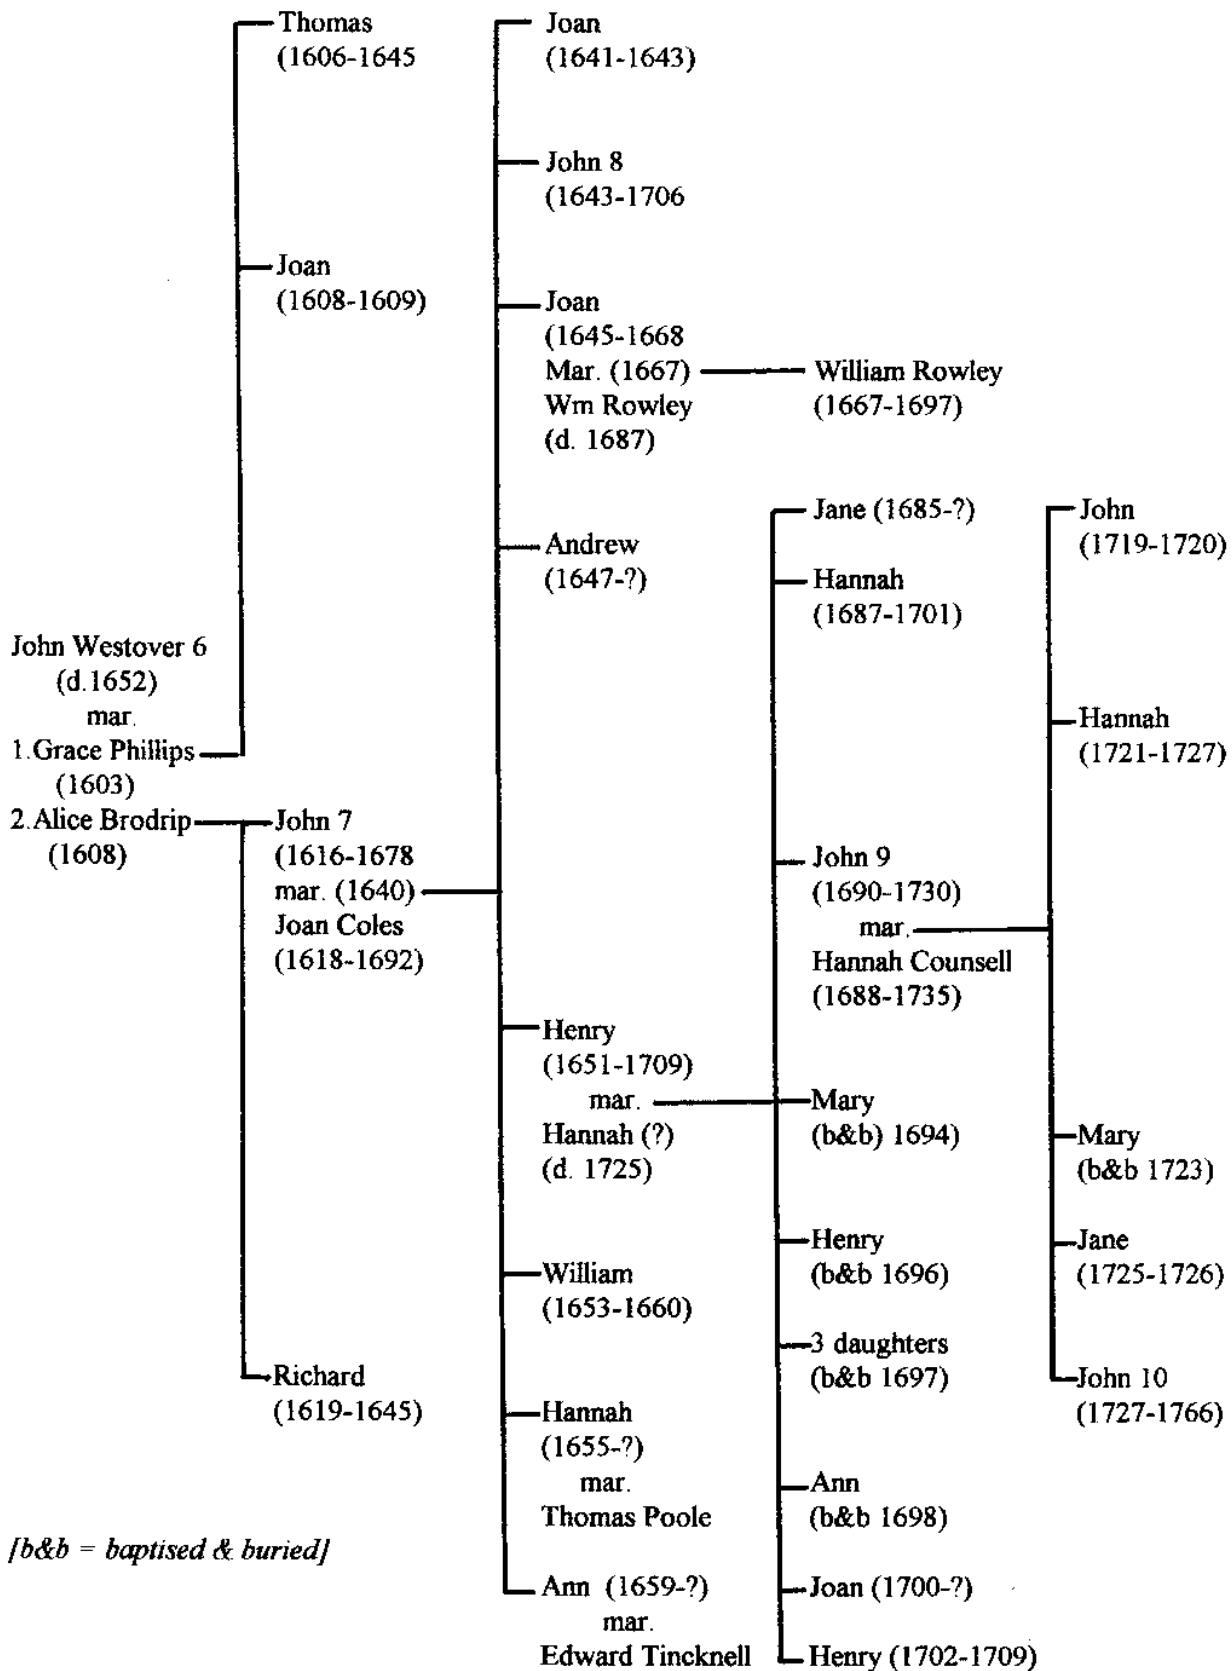 Thomas
(1606-1645
Joan
(1608-1609)
John Westover 6
(d.1652)
mar.
1.Grace Phillips
(1603)
2.Alice Brodrip
(1608)
John 7
(1616-1678
mar. (1640)
Joan Coles
(1618-1692)
Richard
(1619-1645)
[b&b = baptised & buried]
Joan
(1641-1643)
John 8
(1643-1706
Joan
(1645-1668
Mar. (1667)
Wm Rowley
(d. 1687)
Andrew
(1647-?)
Henry
(1651-1709)
mar.
Hannah (?)
(d. 1725)
William
(1653-1660)
Hannah
(1655-?)
mar.
Thomas Poole
Ann (1659-?)
mar.
Edward Tincknell
William Rowley
(1667-1697)
Jane (1685-?)
Hannah
(1687-1701)
John 9
(1690-1730)
mar.
Hannah Counsell
(1688-1735)
Mary
(b&b) 1694)
Henry
(b&b 1696)
3 daughters
(b&b 1697)
Ann
(b&b 1698)
Joan (1700-?)
Henry (1702-1709)
John
(1719-1720)
Hannah
(1721-1727)
Mary
(b&b 1723)
Jane
(1725-1726)
John 10
(1727-1766)